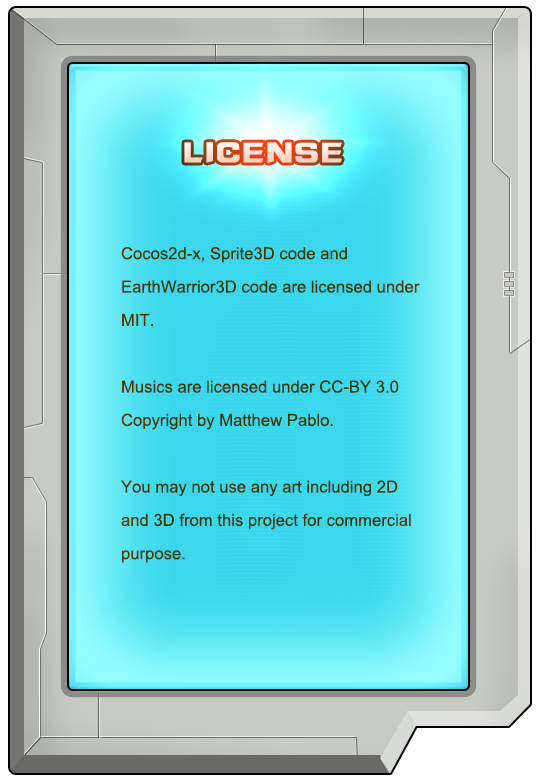 LICENSE
Cocos2d-x, Sprite3D code and
EarthWarrior3D code are licensed under
MIT.
Musics are licensed under CC-BY 3.0
Copyright by Matthew Pablo.
You may not use any art including 2D
and 3D from this project for commercial
purpose.